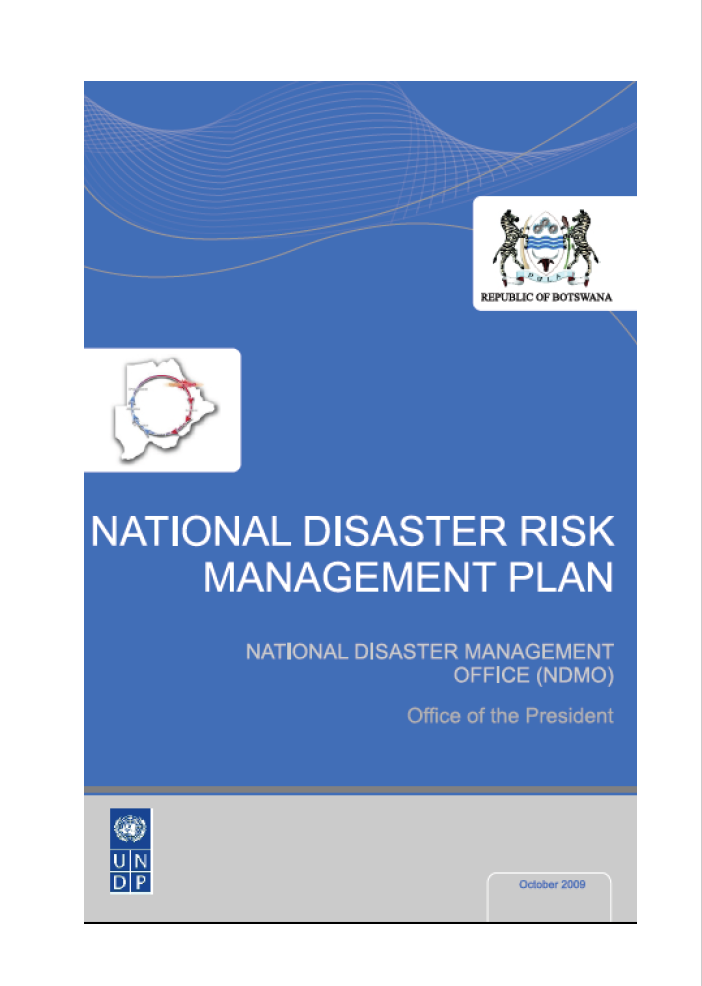 REPUBLIC OF BOTSWANA
NATIONAL DISASTER RISK
MANAGEMENT PLAN
NATIONAL DISASTER MANAGEMENT
OFFICE (NDMO)
Office of the President
U N
D P
October 2009